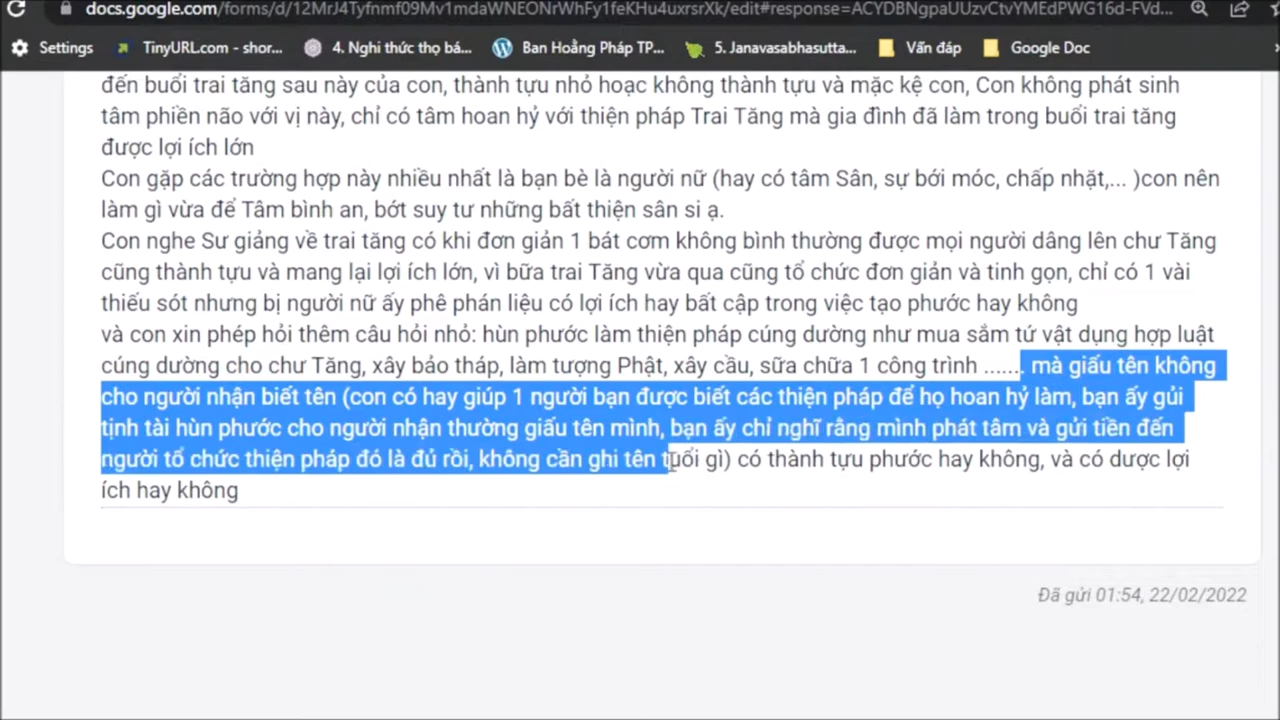 docs.google.com/forms/d/12MrJ4Tyfnmf09Mv1mdaWNEONrWhFy1feKHu4uxrsrXk/edit#response=ACYDBNgpaUUzvCtvYMEdPWG16d-FVd...
Settings TinyURL.com - shor... 4. Nghi thức thọ bá... Ban Hoằng Pháp TP... 5. Janavasabhasutta... Vấn đáp Google Doc
đến buổi trai tăng sau này của con, thành tựu nhỏ hoạc không thành tựu và mặc kệ con, Con không phát sinh
tâm phiền não với vị này, chỉ có tâm hoan hỷ với thiện pháp Trai Tăng mà gia đình đã làm trong buổi trai tăng
được lợi ích lớn
Con gặp các trường hợp này nhiều nhất là bạn bè là người nữ (hay có tâm Sân, sự bới móc, chấp nhặt,... )con nên
làm gì vừa để Tâm bình an, bớt suy tư những bất thiện sân si ạ.
Con nghe Sư giảng về trai tăng có khi đơn giản 1 bát cơm không bình thường được mọi người dâng lên chư Tăng
cũng thành tựu và mang lại lợi ích lớn, vì bữa trai Tăng vừa qua cũng tổ chức đơn giản và tinh gọn, chỉ có 1 vài
thiếu sót nhưng bị người nữ ấy phê phán liệu có lợi ích hay bất cập trong việc tạo phước hay không
và con xin phép hỏi thêm câu hỏi nhỏ: hùn phước làm thiện pháp cúng dường như mua sắm tứ vật dụng hợp luật
cúng dường cho chư Tăng, xây bảo tháp, làm tượng Phật, xây cầu, sữa chữa 1 công trình ....... mà giấu tên không
cho người nhận biết tên (con có hay giúp 1 người bạn được biết các thiện pháp để họ hoan hỷ làm, bạn ấy gủi
tịnh tài hùn phước cho người nhận thường giấu tên mình, bạn ấy chỉ nghĩ rằng mình phát tâm và gửi tiền đến
người tổ chức thiện pháp đó là đủ rồi, không cần ghi tên tuổi gì) có thành tựu phước hay không, và có dược lợi
ích hay không
Đã gửi 01:54, 22/02/2022